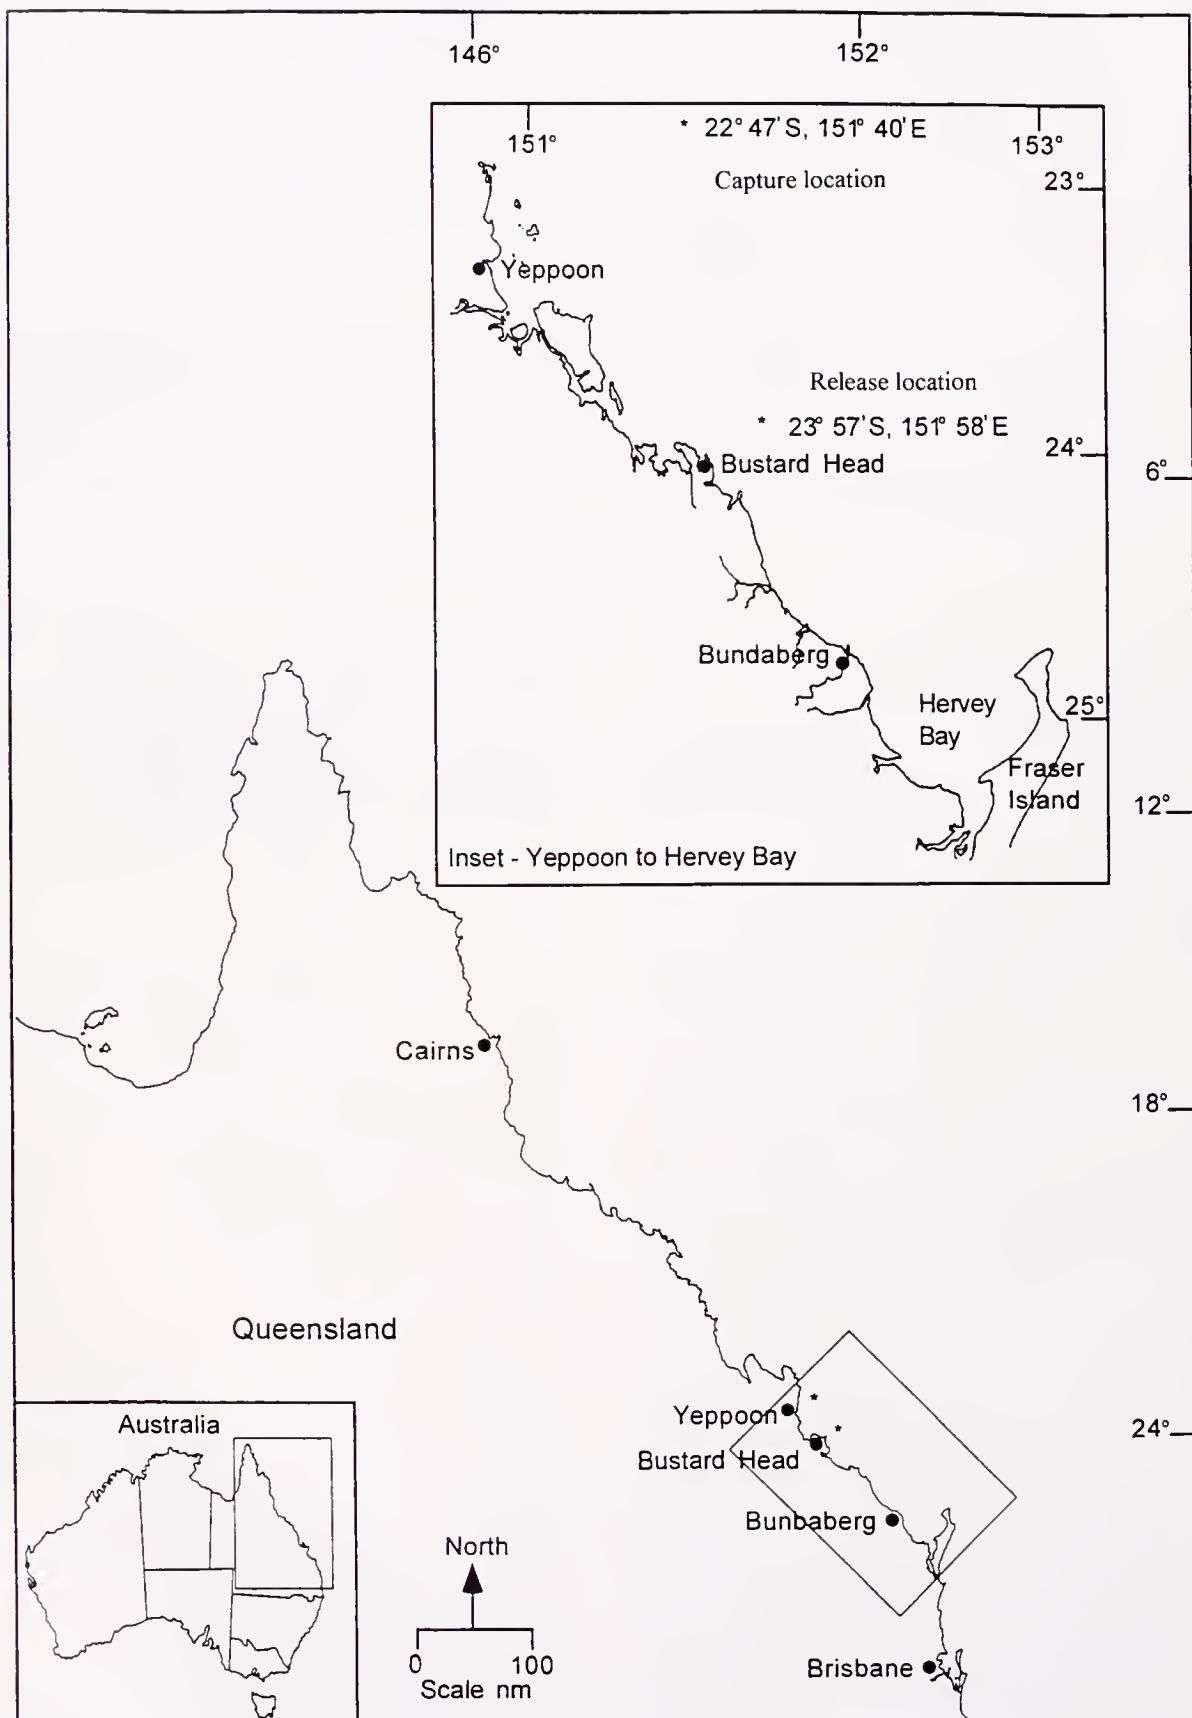 146°
152°
151°
* 22° 47'S, 151° 40'E
153°
Capture location
23°
Yeppoon
Release location
* 23° 57'S, 151° 58'E
24°
Bustard Head
6°
Bundaberg
Hervey
Bay
25°
Fraser
Island
12°
Inset - Yeppoon to Hervey Bay
Cairns
18°
Queensland
*
Yeppoon
*
24°
Bustard Head
Australia
Bunbaberg
North
0 100
Scale nm
Brisbane